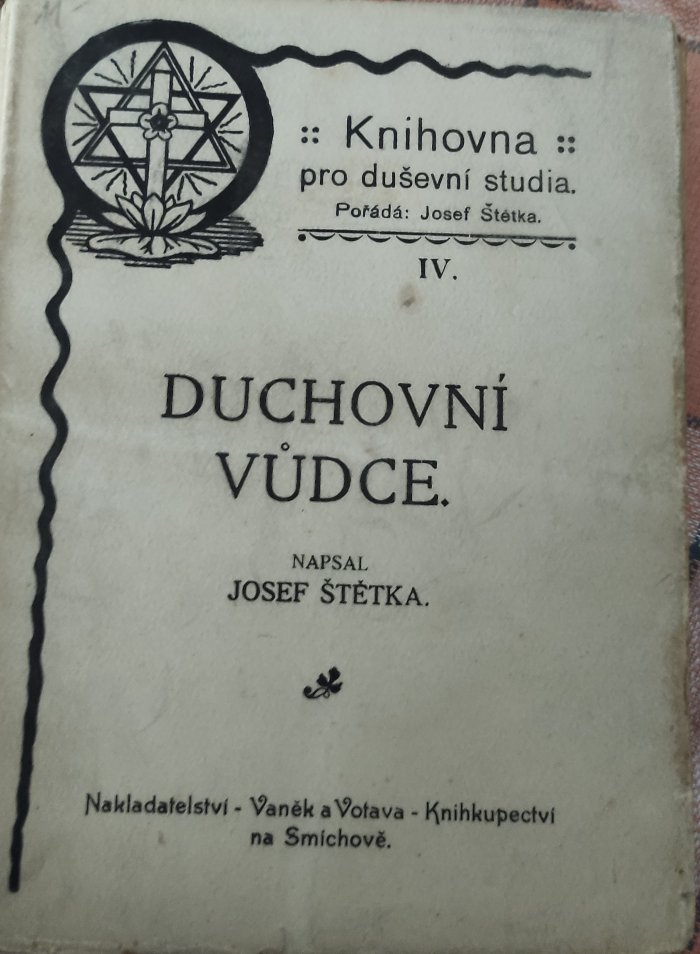 :: Knihovna ::
pro duševní studia.
Pořádá: Josef Štětka.
IV.
DUCHOVNÍ
VŮDCE.
NAPSAL
JOSEF ŠTĚTKA.
Nakladatelství - Vaněk a Votava - Knihkupectví
na Smíchově.